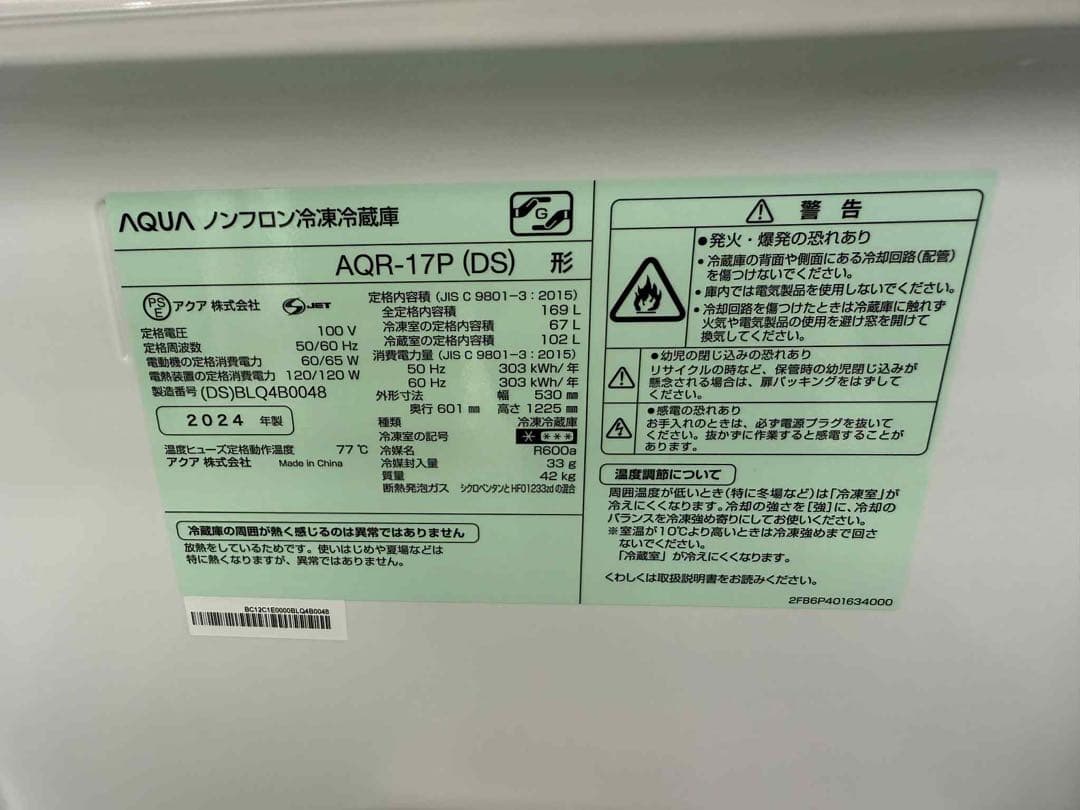 AQUA ノンフロン冷凍冷蔵庫
G
AQR-17P (DS) 形
PSE アクア 株式会社 JET
定格電圧 100 V
定格周波数 50/60 Hz
電動機の定格消費電力 60/65 W
電熱装置の定格消費電力 120/120 W
製造番号 (DS)BLQ4B0048
2024 年製
温度ヒューズ定格動作温度 77 ℃
アクア 株式会社 Made in China
定格内容積 (JIS C 9801-3 : 2015)
全定格内容積 169 L
冷凍室の定格内容積 67 L
冷蔵室の定格内容積 102 L
消費電力量 (JIS C 9801-3 : 2015)
50 Hz 303 kWh/年
60 Hz 303 kWh/年
外形寸法 幅 530 ㎜
奥行 601 ㎜ 高さ 1225 ㎜
種類 冷凍冷蔵庫
冷凍室の記号 * ***
冷媒名 R600a
冷媒封入量 33 g
質量 42 kg
断熱発泡ガス シクロペンタンとHFO1233zdの混合
冷蔵庫の周囲が熱く感じるのは異常ではありません
放熱をしているためです。使いはじめや夏場などは
特に熱くなりますが、異常ではありません。
BC12C1E0000BLQ4B0048
警 告
●発火・爆発の恐れあり
・冷蔵庫の背面や側面にある冷却回路(配管)
を傷つけないでください。
・庫内では電気製品を使用しないでください。
・冷却回路を傷つけたときは冷蔵庫に触れず
火気や電気製品の使用を避け窓を開けて
換気してください。
●幼児の閉じ込みの恐れあり
リサイクルの時など、保管時の幼児閉じ込みが
懸念される場合は、扉パッキングをはずして
ください。
●感電の恐れあり
お手入れのときは、必ず電源プラグを抜いて
ください。抜かずに作業すると感電することが
あります。
温度調節について
周囲温度が低いとき(特に冬場など)は「冷凍室」が
冷えにくくなります。冷却の強さを[強]に、冷却の
バランスを冷凍強め寄りにしてお使いください。
※室温が10℃より高いときは冷凍強めまで回さ
ないでください。
「冷蔵室」が冷えにくくなります。
くわしくは取扱説明書をお読みください。
2FB6P401634000